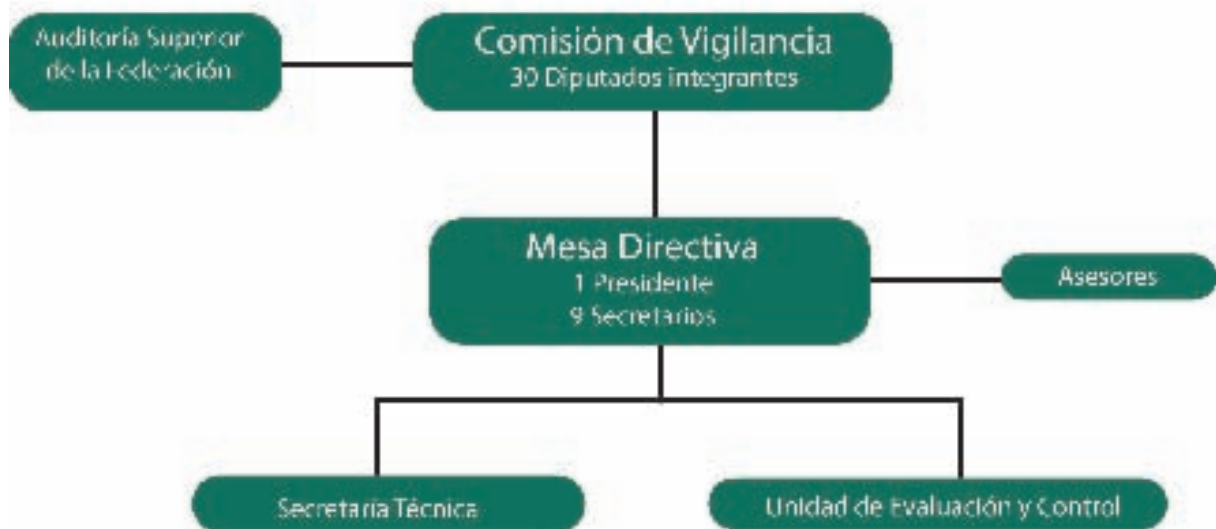 Auditoría Superior
de la Federación
Comisión de Vigilancia
30 Diputados integrantes
Mesa Directiva
1 Presidente
9 Secretarios
Asesores
Secretaría Técnica
Unidad de Evaluación y Control